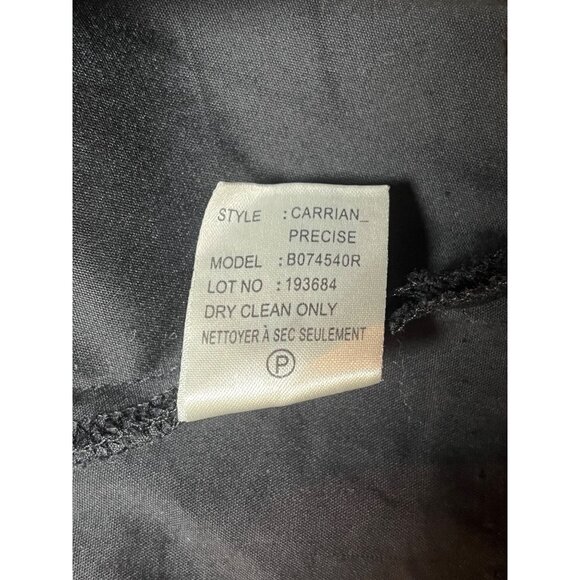 STYLE : CARRIAN_
PRECISE
MODEL : B074540R
LOT NO : 193684
DRY CLEAN ONLY
NETTOYER À SEC SEULEMENT
P